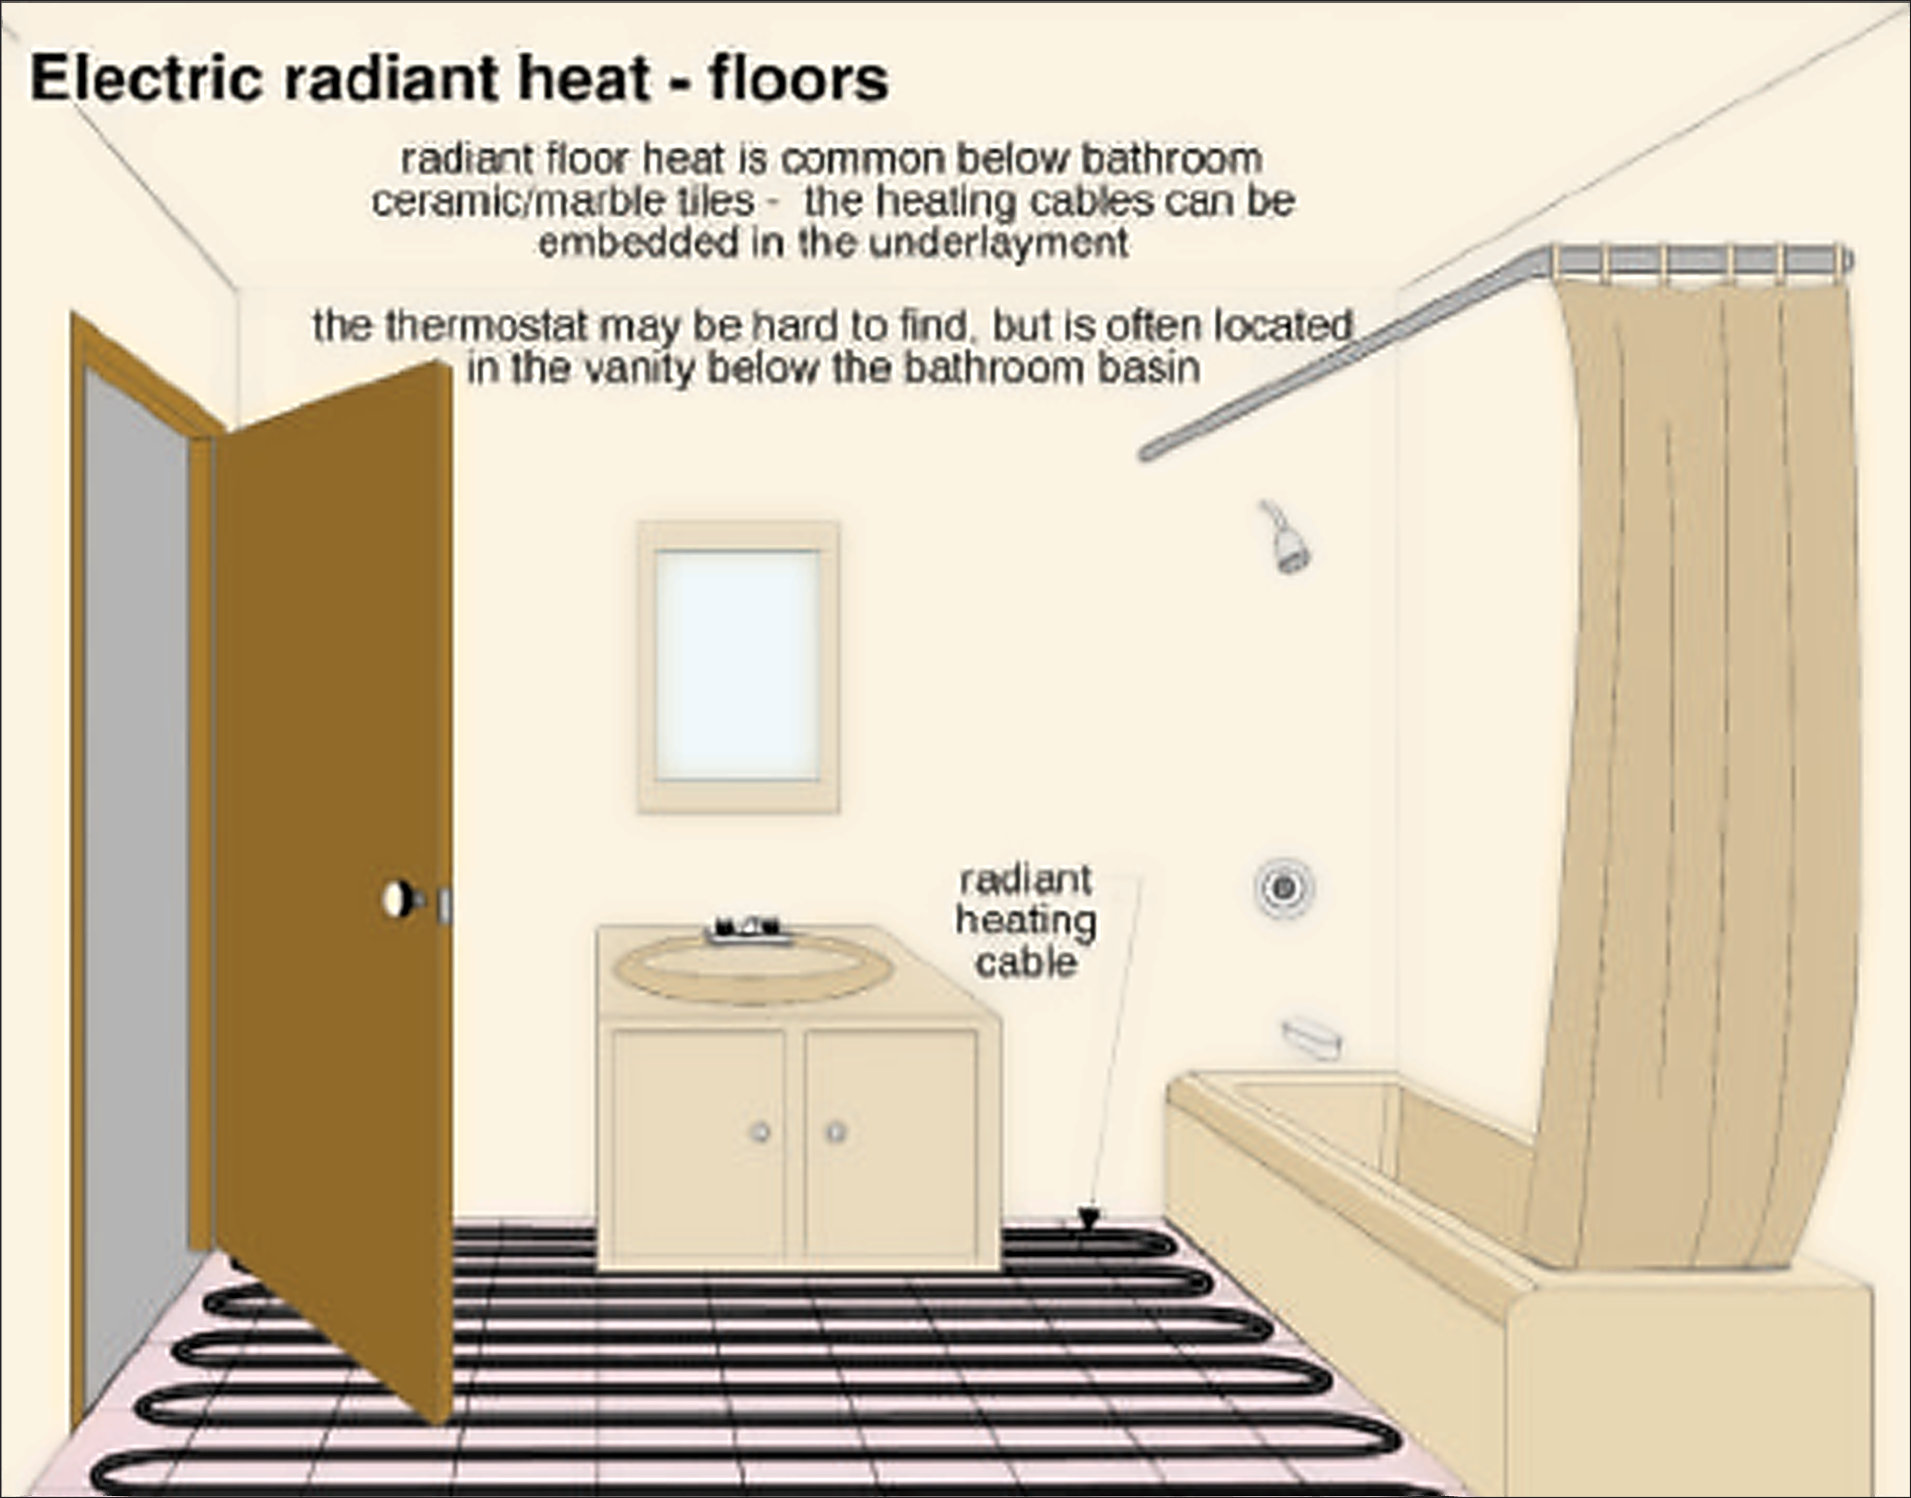 Electric radiant heat - floors
radiant floor heat is common below bathroom
ceramic/marble tiles - the heating cables can be
embedded in the underlayment
the thermostat may be hard to find, but is often located
in the vanity below the bathroom basin
radiant
heating
cable